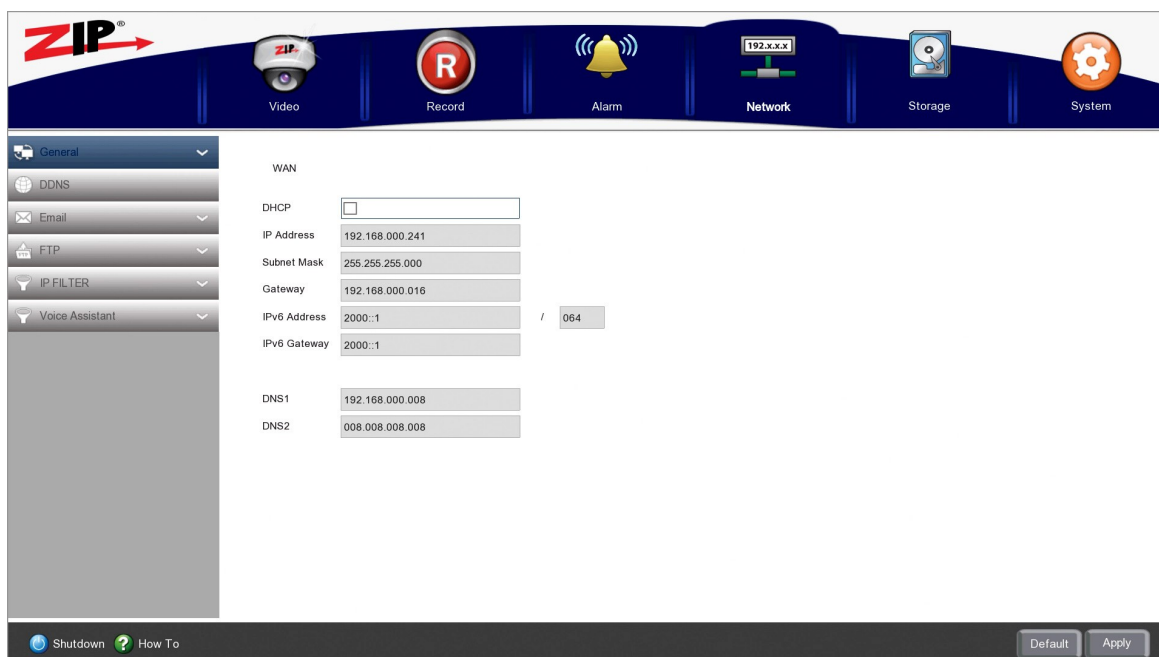 ZIP®
ZIP
R
192.x.x.x
Video Record Alarm Network Storage System
General
DDNS
Email
FTP
FTP
IP FILTER
Voice Assistant
WAN
DHCP
IP Address 192.168.000.241
Subnet Mask 255.255.255.000
Gateway 192.168.000.016
IPv6 Address 2000::1 / 064
IPv6 Gateway 2000::1
DNS1 192.168.000.008
DNS2 008.008.008.008
Shutdown ? How To Default Apply